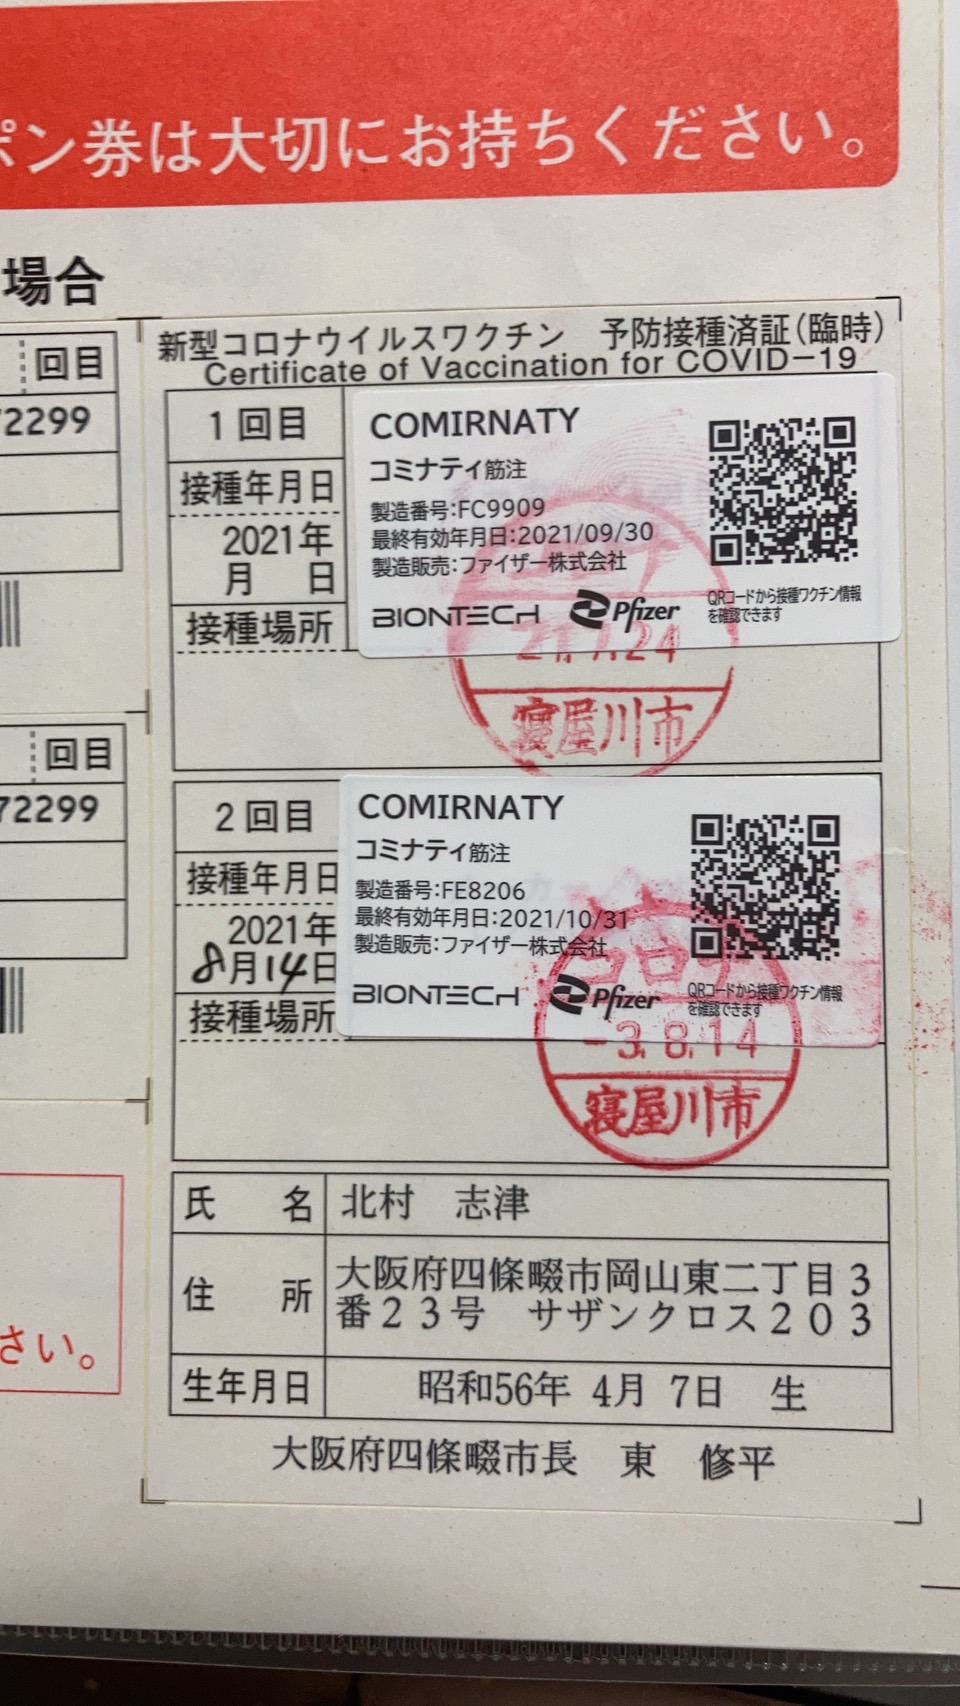 ポン券は大切にお持ちください。
場合
回目
72299
新型コロナウイルスワクチン 予防接種済証(臨時)
Certificate of Vaccination for COVID-19
1回目
接種年月日
2021年
月 日
接種場所
COMIRNATY
コミナティ筋注
製造番号:FC9909
最終有効年月日:2021/09/30
製造販売:ファイザー株式会社
BIONTECH Pfizer
QRコードから接種ワクチン情報
を確認できます
21.7.24
寝屋川市
回目
72299
2回目
接種年月日
2021年
8月14日
接種場所
COMIRNATY
コミナティ筋注
製造番号:FE8206
最終有効年月日:2021/10/31
製造販売:ファイザー株式会社
BIONTECH Pfizer
QRコードから接種ワクチン情報
を確認できます
コロナ
-3.8.14
寝屋川市
氏 名 北村 志津
住 所 大阪府四條畷市岡山東二丁目3
番23号 サザンクロス203
生年月日 昭和56年 4月 7日 生
大阪府四條畷市長 東 修平
さい。